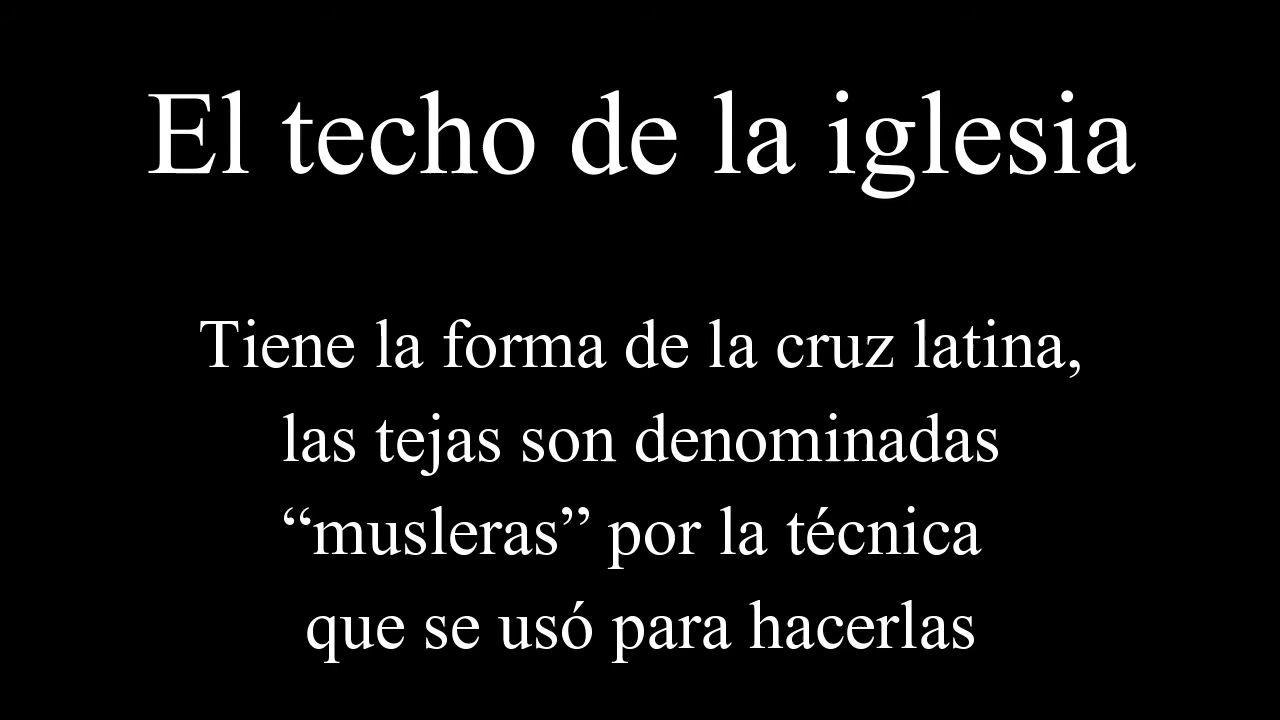 El techo de la iglesia
Tiene la forma de la cruz latina,
las tejas son denominadas
“musleras” por la técnica
que se usó para hacerlas